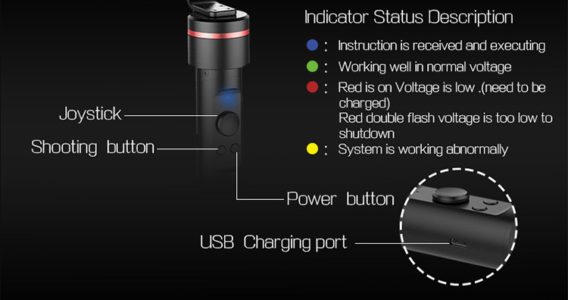 Indicator Status Description
: Instruction is received and executing
: Working well in normal voltage
: Red is on Voltage is low .(need to be
charged)
Red double flash voltage is too low to
shutdown
: System is working abnormally
Joystick
Shooting button
Power button
USB Charging port